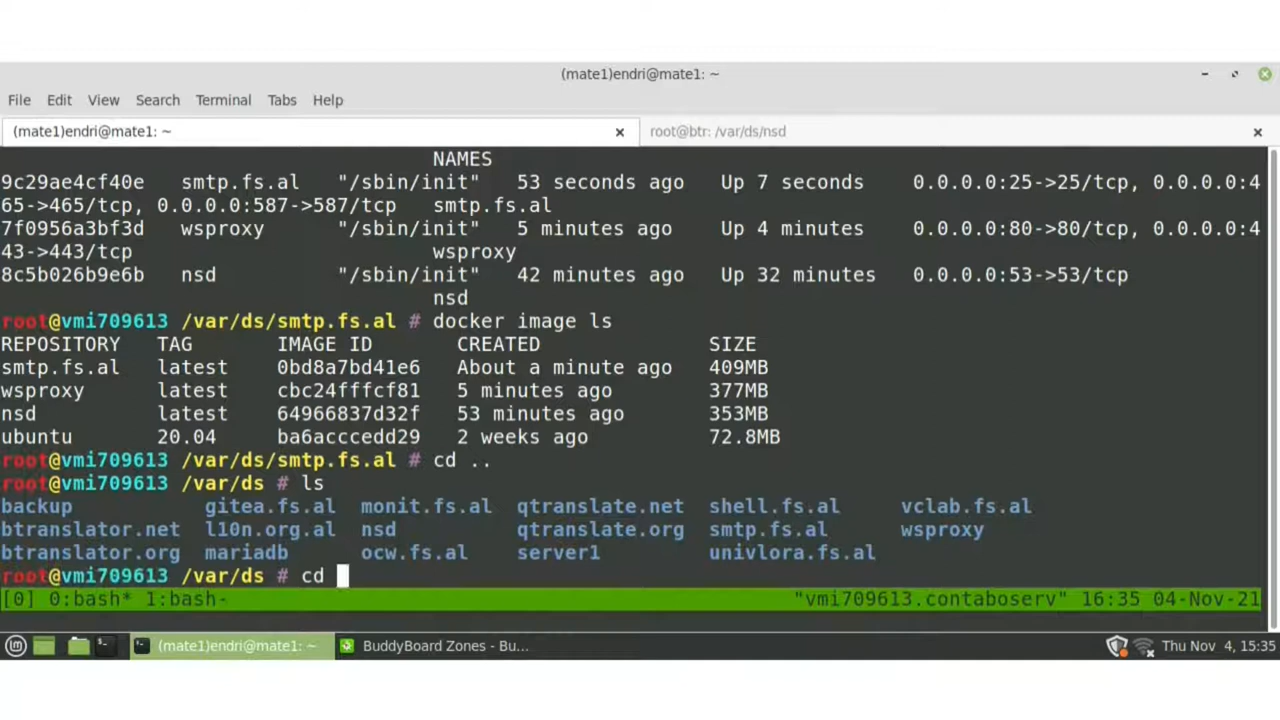 (mate1)endri@mate1: ~
File Edit View Search Terminal Tabs Help
(mate1)endri@mate1: ~ × root@btr: /var/ds/nsd ×
NAMES
9c29ae4cf40e smtp.fs.al "/sbin/init" 53 seconds ago Up 7 seconds 0.0.0.0:25->25/tcp, 0.0.0.0:4
65->465/tcp, 0.0.0.0:587->587/tcp smtp.fs.al
7f0956a3bf3d wsproxy "/sbin/init" 5 minutes ago Up 4 minutes 0.0.0.0:80->80/tcp, 0.0.0.0:4
43->443/tcp wsproxy
8c5b026b9e6b nsd "/sbin/init" 42 minutes ago Up 32 minutes 0.0.0.0:53->53/tcp
nsd
root@vmi709613 /var/ds/smtp.fs.al # docker image ls
REPOSITORY TAG IMAGE ID CREATED SIZE
smtp.fs.al latest 0bd8a7bd41e6 About a minute ago 409MB
wsproxy latest cbc24fffcf81 5 minutes ago 377MB
nsd latest 64966837d32f 53 minutes ago 353MB
ubuntu 20.04 ba6acccedd29 2 weeks ago 72.8MB
root@vmi709613 /var/ds/smtp.fs.al # cd ..
root@vmi709613 /var/ds # ls
backup gitea.fs.al monit.fs.al qtranslate.net shell.fs.al vclab.fs.al
btranslator.net l10n.org.al nsd qtranslate.org smtp.fs.al wsproxy
btranslator.org mariadb ocw.fs.al server1 univlora.fs.al
root@vmi709613 /var/ds # cd
[0] 0:bash* 1:bash- "vmi709613.contaboserv" 16:35 04-Nov-21
(mate1)endri@mate1: ~ BuddyBoard Zones - Bu... Thu Nov 4, 15:35